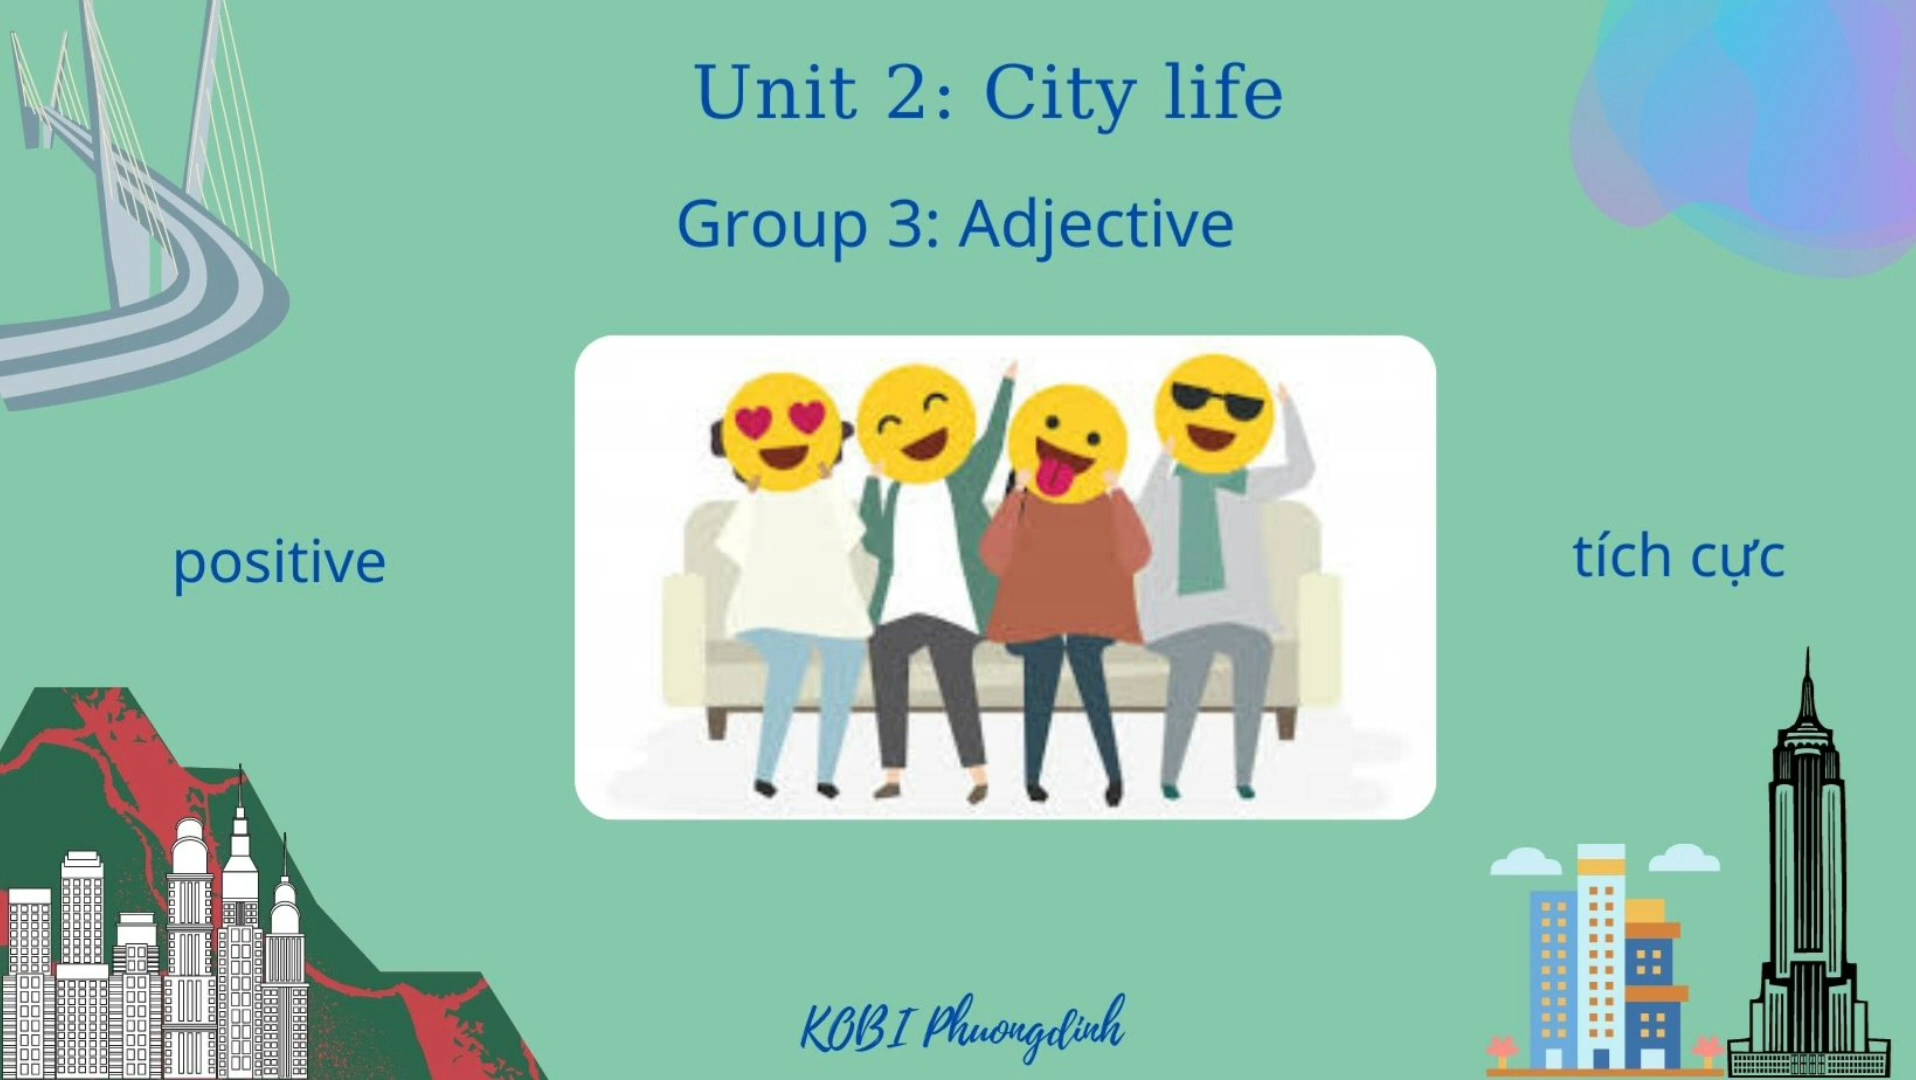 Unit 2: City life
Group 3: Adjective
positive
tích cực
KOBI Phuongdinh